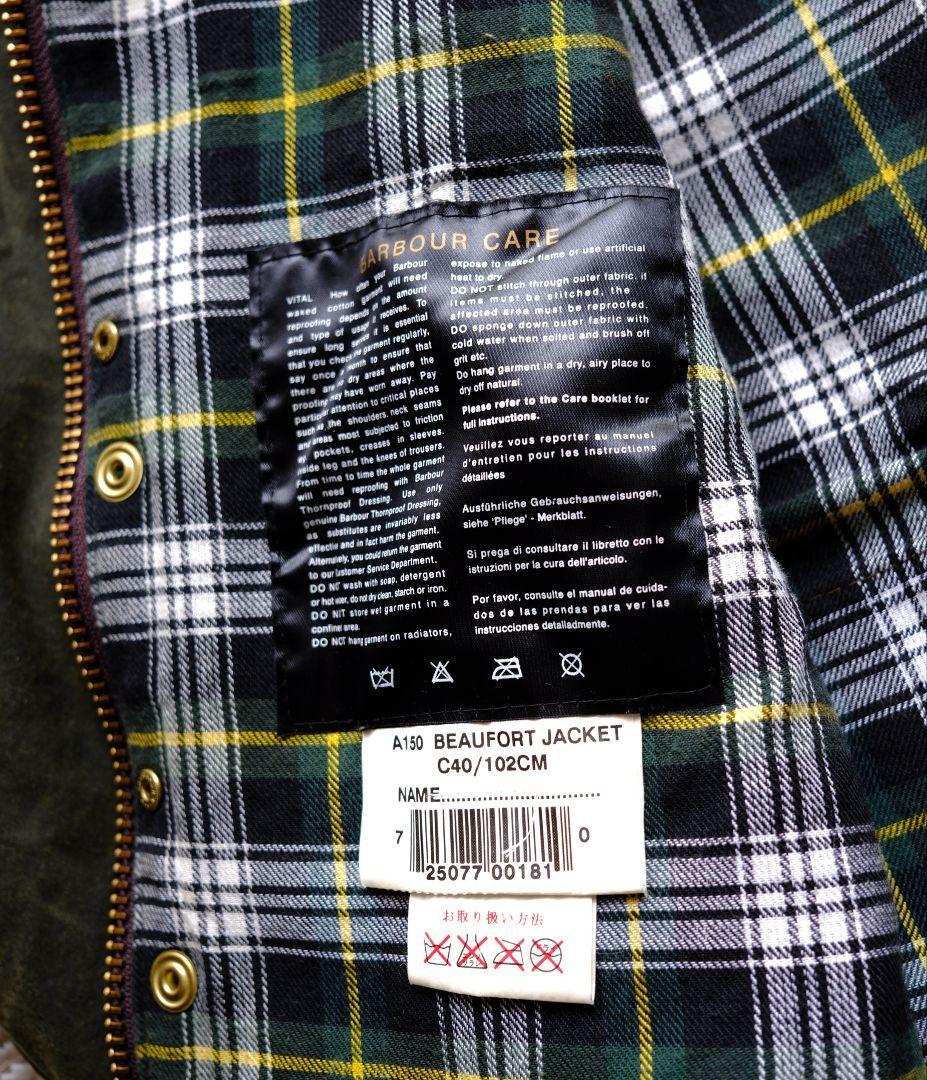 BARBOUR CARE
VITAL How often your Barbour
waxed cotton garment will need
reproofing depends on the amount
end type of use it receives. To
ensure long it is essential
that you check the garment regularly,
say once a month to ensure that
there are no dry areas where the
proofing may have worn away. Pay
particular attention to critical places
such as the shoulders, neck seams
and areas most subjected to friction
at pockets, creases in sleeves,
inside leg and the knees of trousers.
From time to time the whole garment
will need reproofing with Barbour
Thornproof Dressing. Use only
genuine Barbour Thornproof Dressing,
as substitutes are invariably less
effective and in fact harm the garment.
Alternately, you could return the garment
to our Customer Service Department.
DO NOT wash with soap, detergent
or hot wax, do not dry clean, starch or iron.
DO NOT store wet garment in a
confined area.
DO NOT hang garment on radiators,
expose to naked flame or use artificial
heat to dry.
DO NOT stitch through outer fabric. if
items must be stitched, the
affected area must be reproofed.
DO sponge down outer fabric with
cold water when soiled and brush off
grit etc.
Do hang garment in a dry, airy place to
dry off natural.
Please refer to the Care booklet for
full instructions.
Veuillez vous reporter au manuel
d'entretien pour les instructions
détaillées
Ausführliche Gebrauchsanweisungen,
siehe 'Pflege' - Merkblatt.
Si prega di consultare il libretto con le
istruzioni per la cura dell'articolo.
Por favor, consulte el manual de cuida-
dos de las prendas para ver las
instrucciones detalladmente.
A150 BEAUFORT JACKET
C40/102CM
NAME..............................
7 25077 00181 0
お取り扱い方法